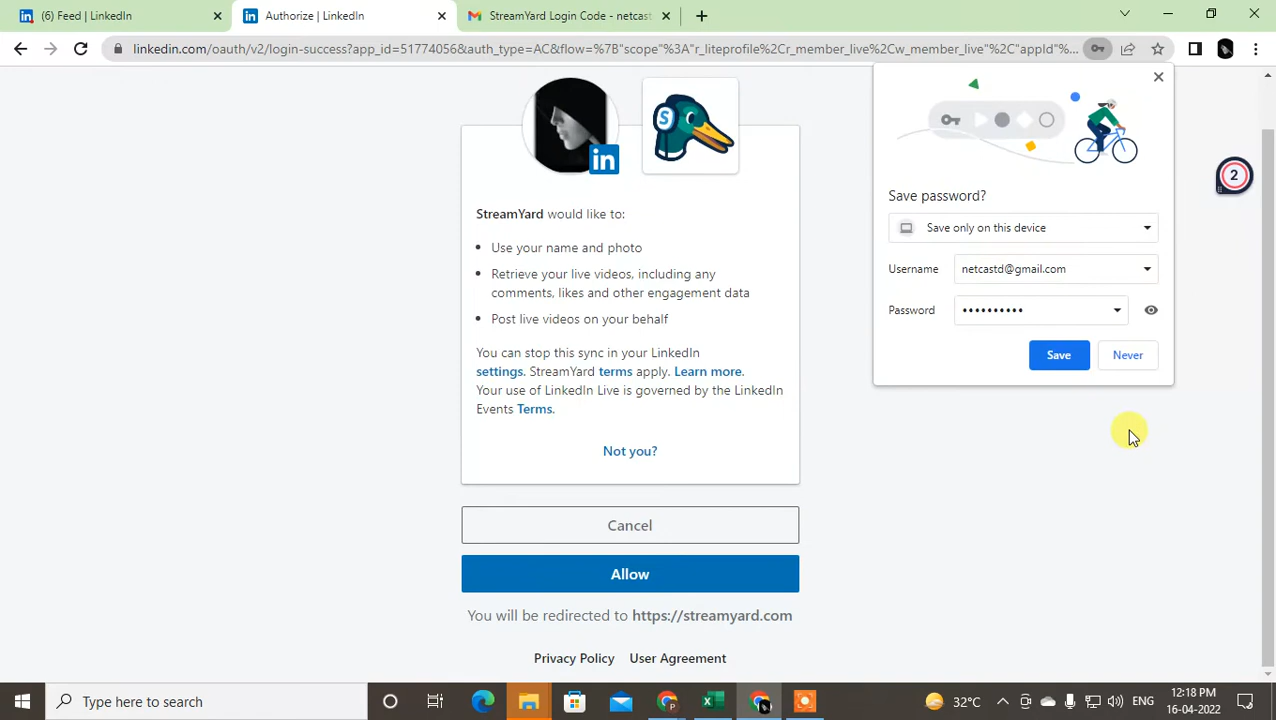 (6) Feed | LinkedIn
Authorize | LinkedIn
StreamYard Login Code - netcast
linkedin.com/oauth/v2/login-success?app_id=51774056&auth_type=AC&flow=%7B"scope"%3A"r_liteprofile%2Cr_member_live%2Cw_member_live"%2C"appId"%...
in
S
StreamYard would like to:
Use your name and photo
Retrieve your live videos, including any
comments, likes and other engagement data
Post live videos on your behalf
You can stop this sync in your LinkedIn
settings. StreamYard terms apply. Learn more.
Your use of LinkedIn Live is governed by the LinkedIn
Events Terms.
Not you?
Cancel
Allow
You will be redirected to https://streamyard.com
Privacy Policy User Agreement
Save password?
Save only on this device
Username netcastd@gmail.com
Password ••••••••••
Save Never
2
Type here to search
32°C
ENG
12:18 PM
16-04-2022